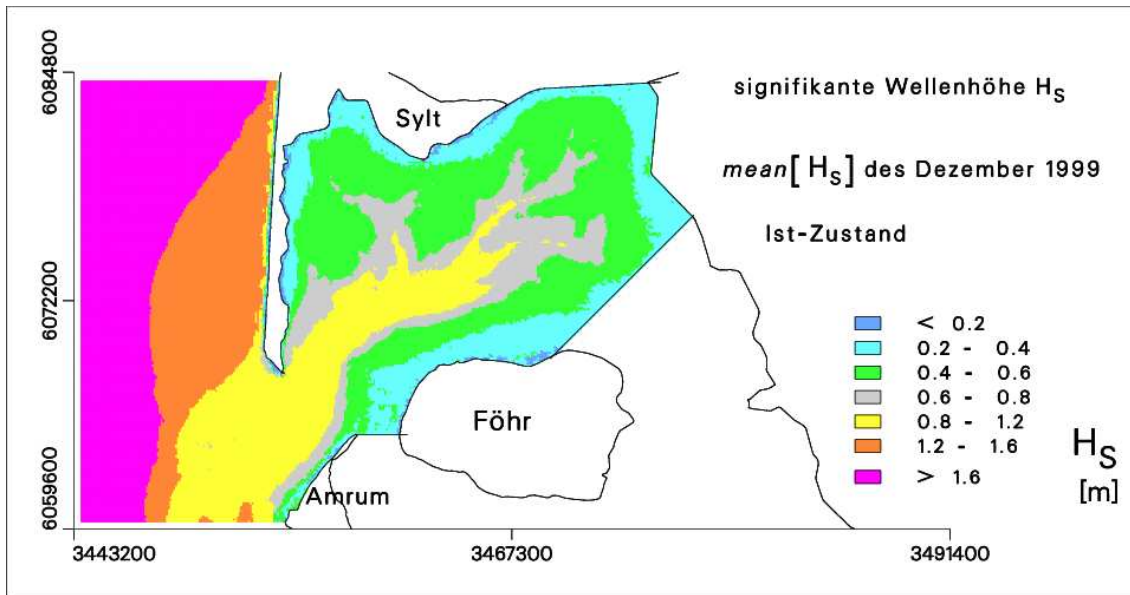 6084800
6072200
6059600
3443200
3467300
3491400
Sylt
Föhr
Amrum
signifikante Wellenhöhe HS
mean[ HS] des Dezember 1999
Ist-Zustand
< 0.2
0.2 - 0.4
0.4 - 0.6
0.6 - 0.8
0.8 - 1.2
1.2 - 1.6
> 1.6
HS
[m]